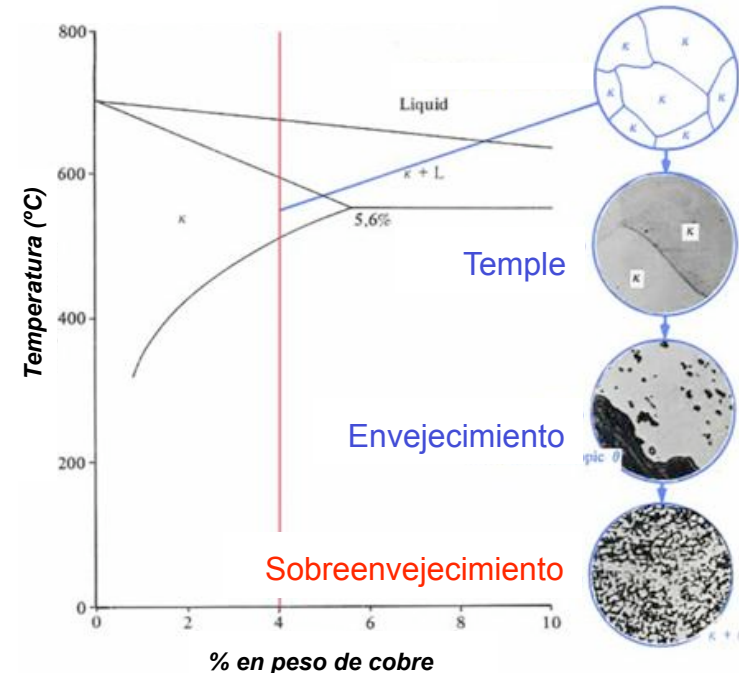 800
600
400
200
0
Temperatura (ºC)
0
2
4
6
8
10
% en peso de cobre
Liquid
κ + L
κ
5,6%
Temple
Envejecimiento
Sobreenvejecimiento
κ
κ
κ
κ
κ
κ
κ
κ
κ
pic θ
κ +